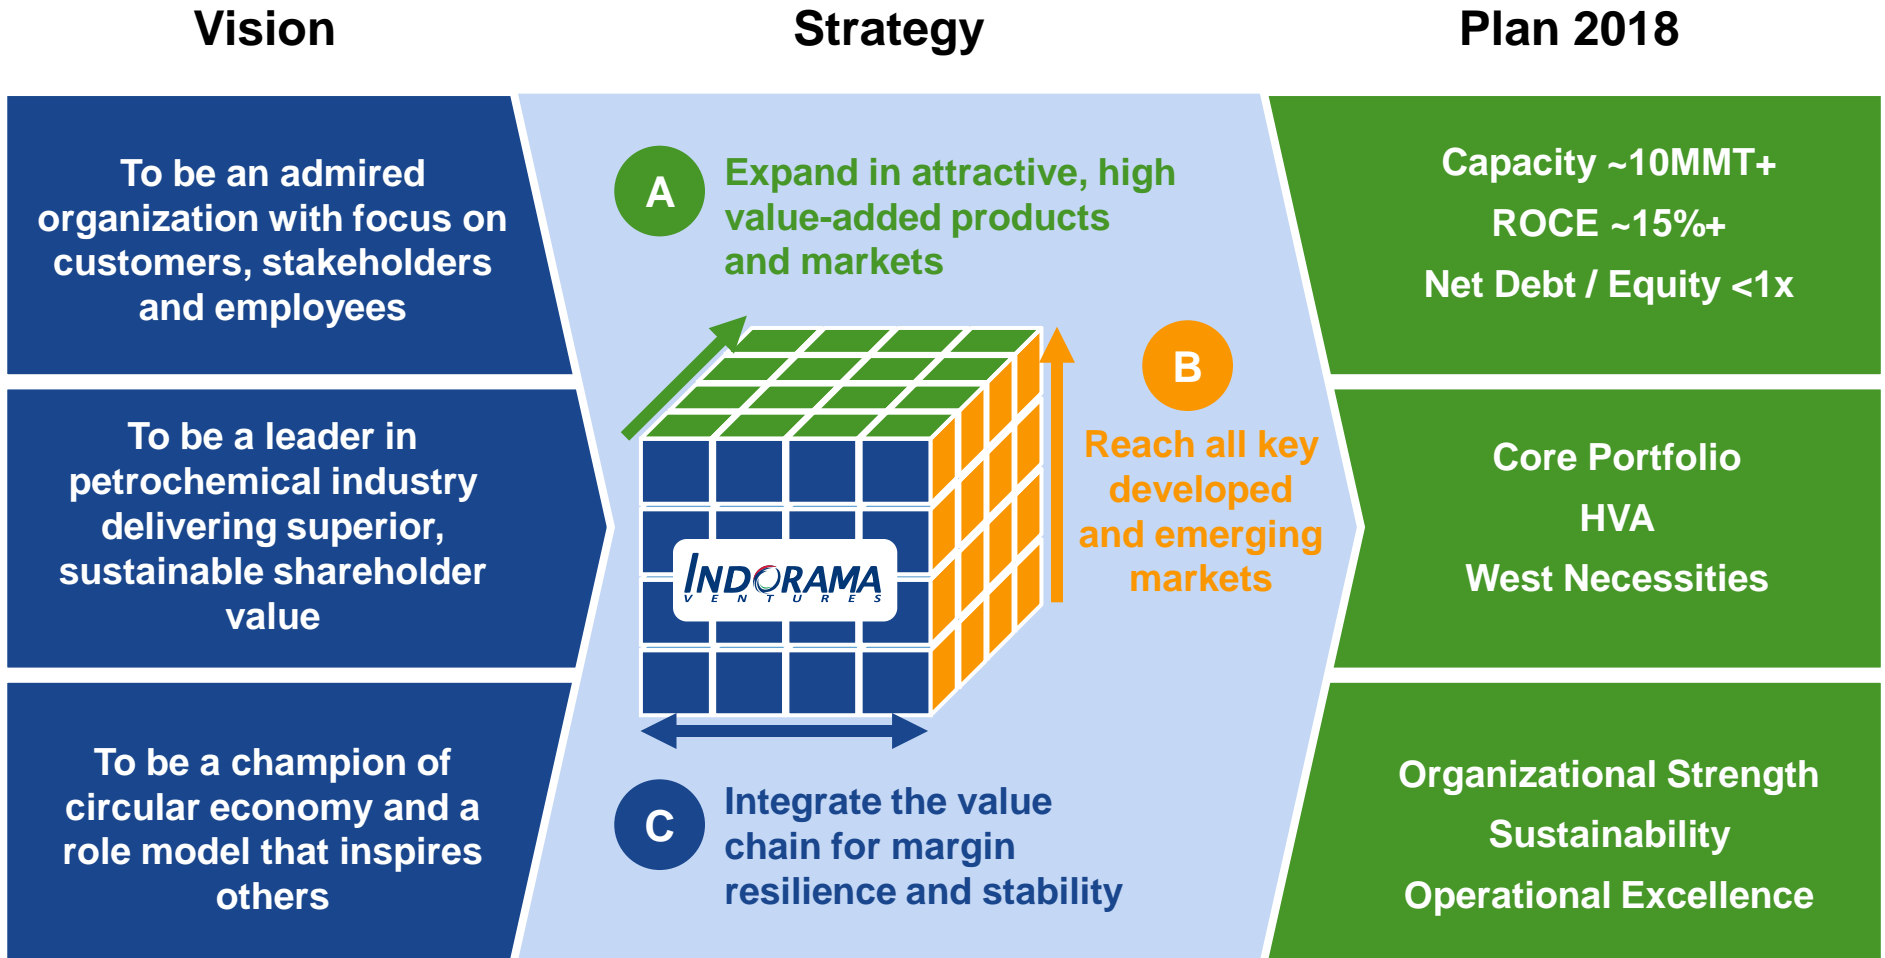 Vision
Strategy
Plan 2018
To be an admired
organization with focus on
customers, stakeholders
and employees
To be a leader in
petrochemical industry
delivering superior,
sustainable shareholder
value
To be a champion of
circular economy and a
role model that inspires
others
A
Expand in attractive, high
value-added products
and markets
B
Reach all key
developed
and emerging
markets
INDORAMA
VENTURES
C
Integrate the value
chain for margin
resilience and stability
Capacity ~10MMT+
ROCE ~15%+
Net Debt / Equity <1x
Core Portfolio
HVA
West Necessities
Organizational Strength
Sustainability
Operational Excellence